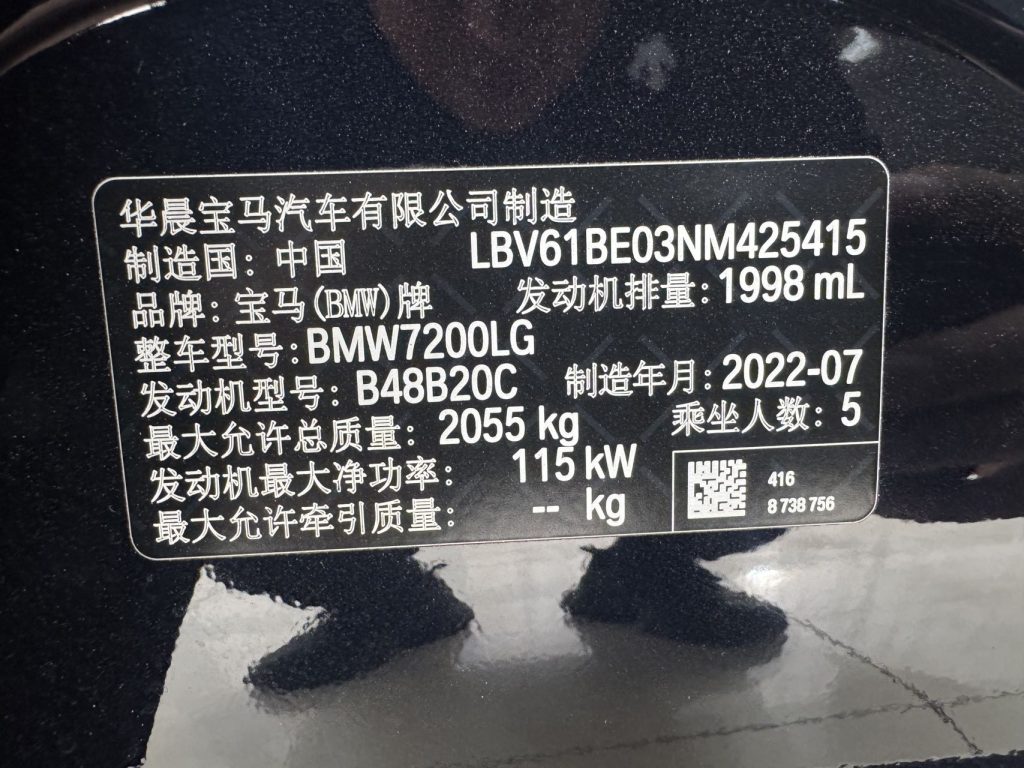 华晨宝马汽车有限公司制造
制造国：中国 LBV61BE03NM425415
品牌：宝马(BMW)牌 发动机排量：1998 mL
整车型号：BMW7200LG
发动机型号：B48B20C 制造年月：2022-07
最大允许总质量：2055 kg 乘坐人数：5
发动机最大净功率：115 kW
最大允许牵引质量：-- kg
416
8 738 756